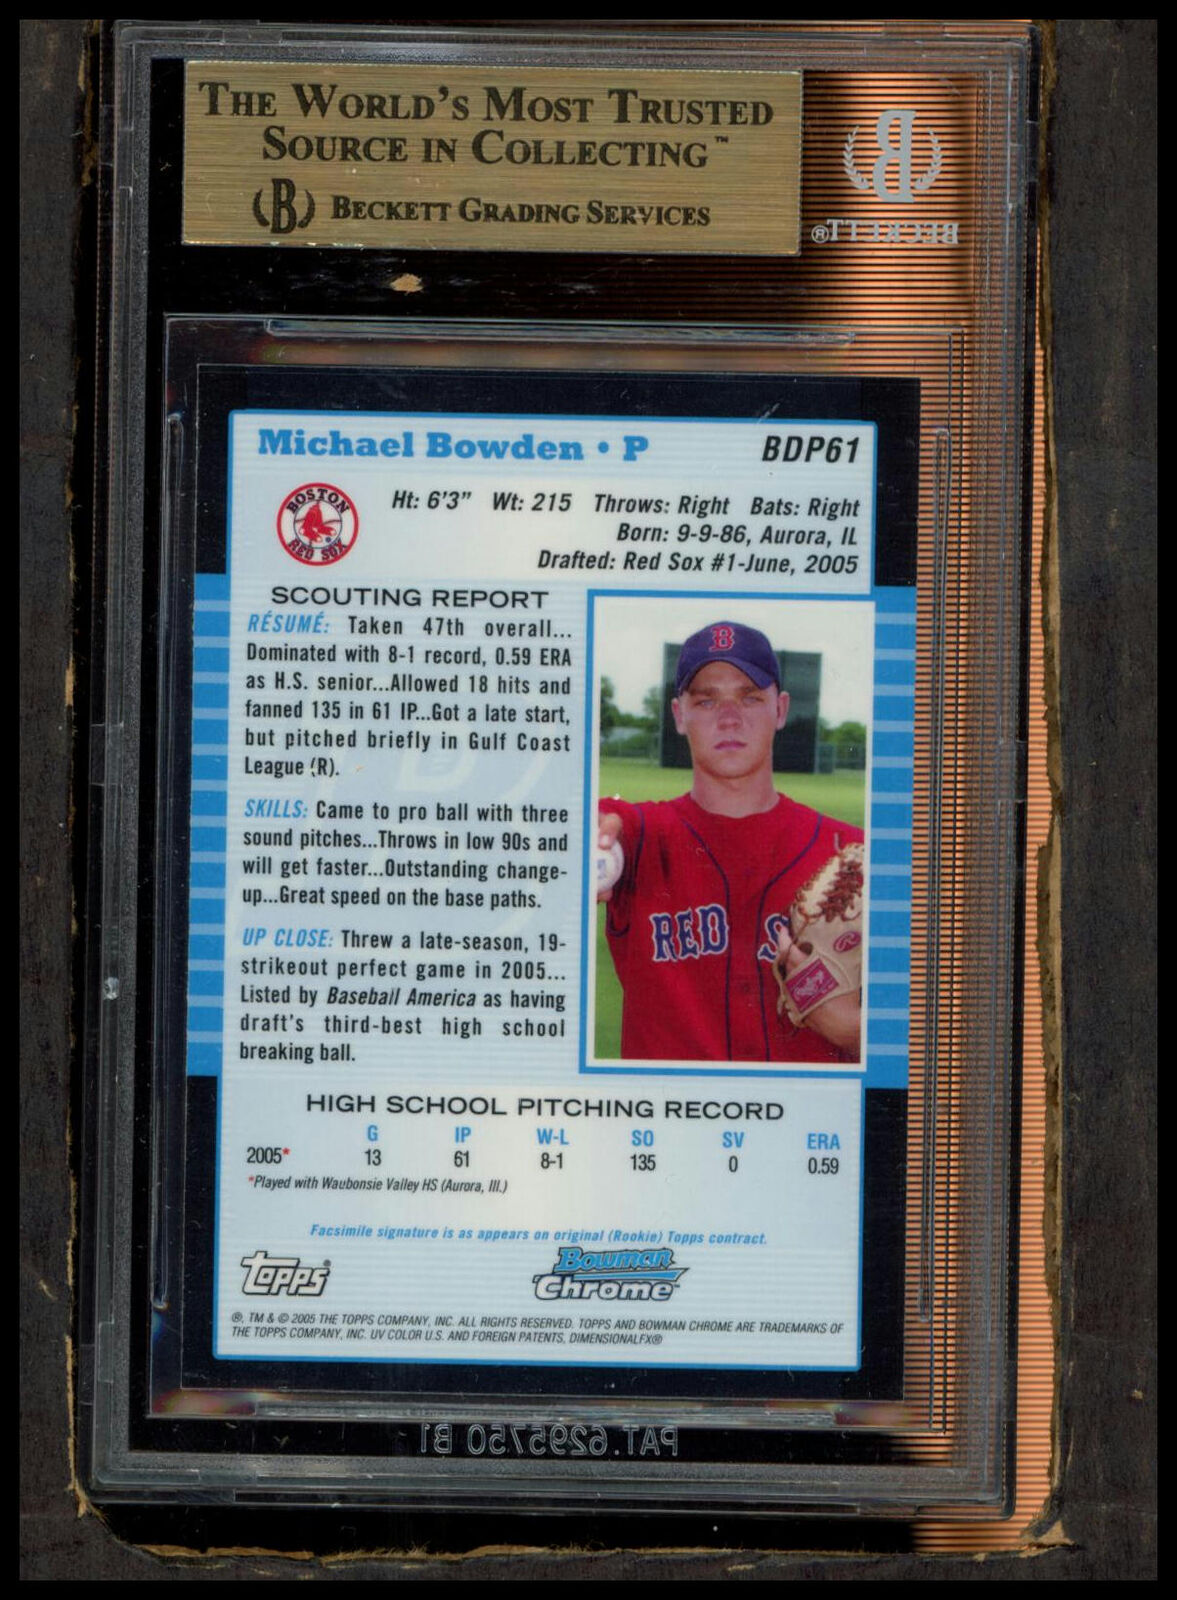 THE WORLD'S MOST TRUSTED
SOURCE IN COLLECTING™
B BECKETT GRADING SERVICES
B
BECKETT®
Michael Bowden • P BDP61
BOSTON
RED SOX
Ht: 6'3" Wt: 215 Throws: Right Bats: Right
Born: 9-9-86, Aurora, IL
Drafted: Red Sox #1-June, 2005
SCOUTING REPORT
RÉSUMÉ: Taken 47th overall...
Dominated with 8-1 record, 0.59 ERA
as H.S. senior...Allowed 18 hits and
fanned 135 in 61 IP...Got a late start,
but pitched briefly in Gulf Coast
League (R).
SKILLS: Came to pro ball with three
sound pitches...Throws in low 90s and
will get faster...Outstanding change-
up...Great speed on the base paths.
UP CLOSE: Threw a late-season, 19-
strikeout perfect game in 2005...
Listed by Baseball America as having
draft's third-best high school
breaking ball.
B
RED S
HIGH SCHOOL PITCHING RECORD
G IP W-L SO SV ERA
2005* 13 61 8-1 135 0 0.59
*Played with Waubonsie Valley HS (Aurora, Ill.)
Facsimile signature is as appears on original (Rookie) Topps contract.
Topps®
Bowman
Chrome™
®, TM & © 2005 THE TOPPS COMPANY, INC. ALL RIGHTS RESERVED. TOPPS AND BOWMAN CHROME ARE TRADEMARKS OF
THE TOPPS COMPANY, INC. UV COLOR U.S. AND FOREIGN PATENTS, DIMENSIONALFX®
PAT.6295750 B1